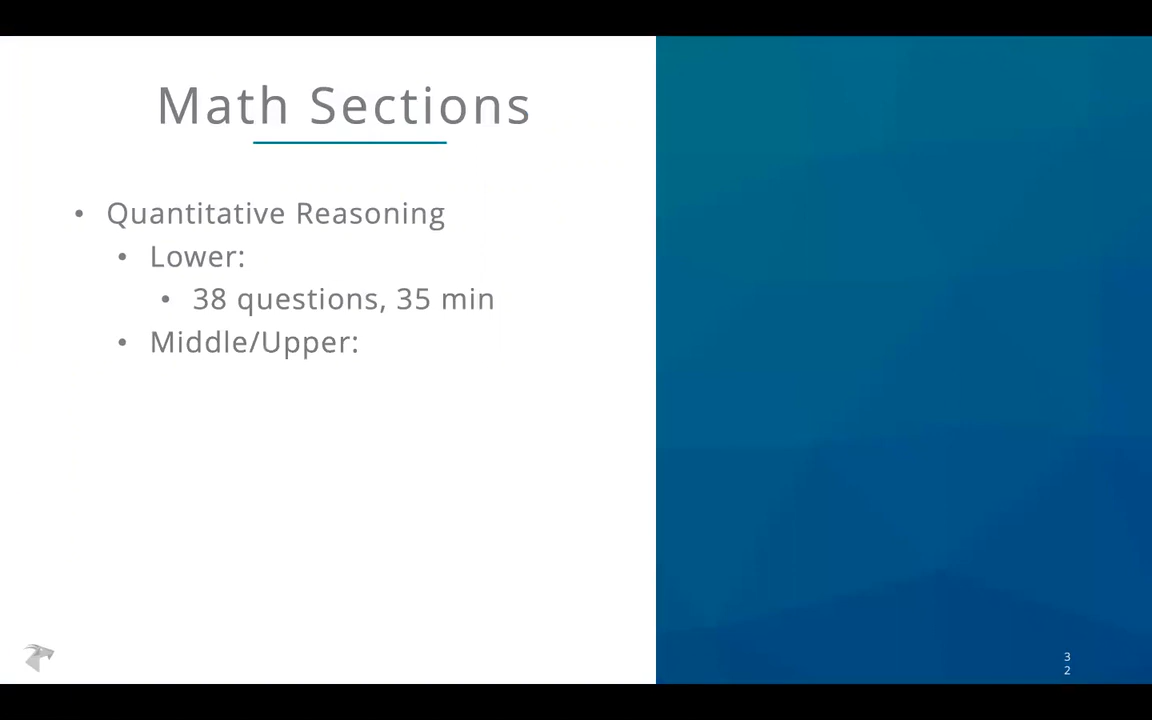 Math Sections
• Quantitative Reasoning
• Lower:
• 38 questions, 35 min
• Middle/Upper:
3
2